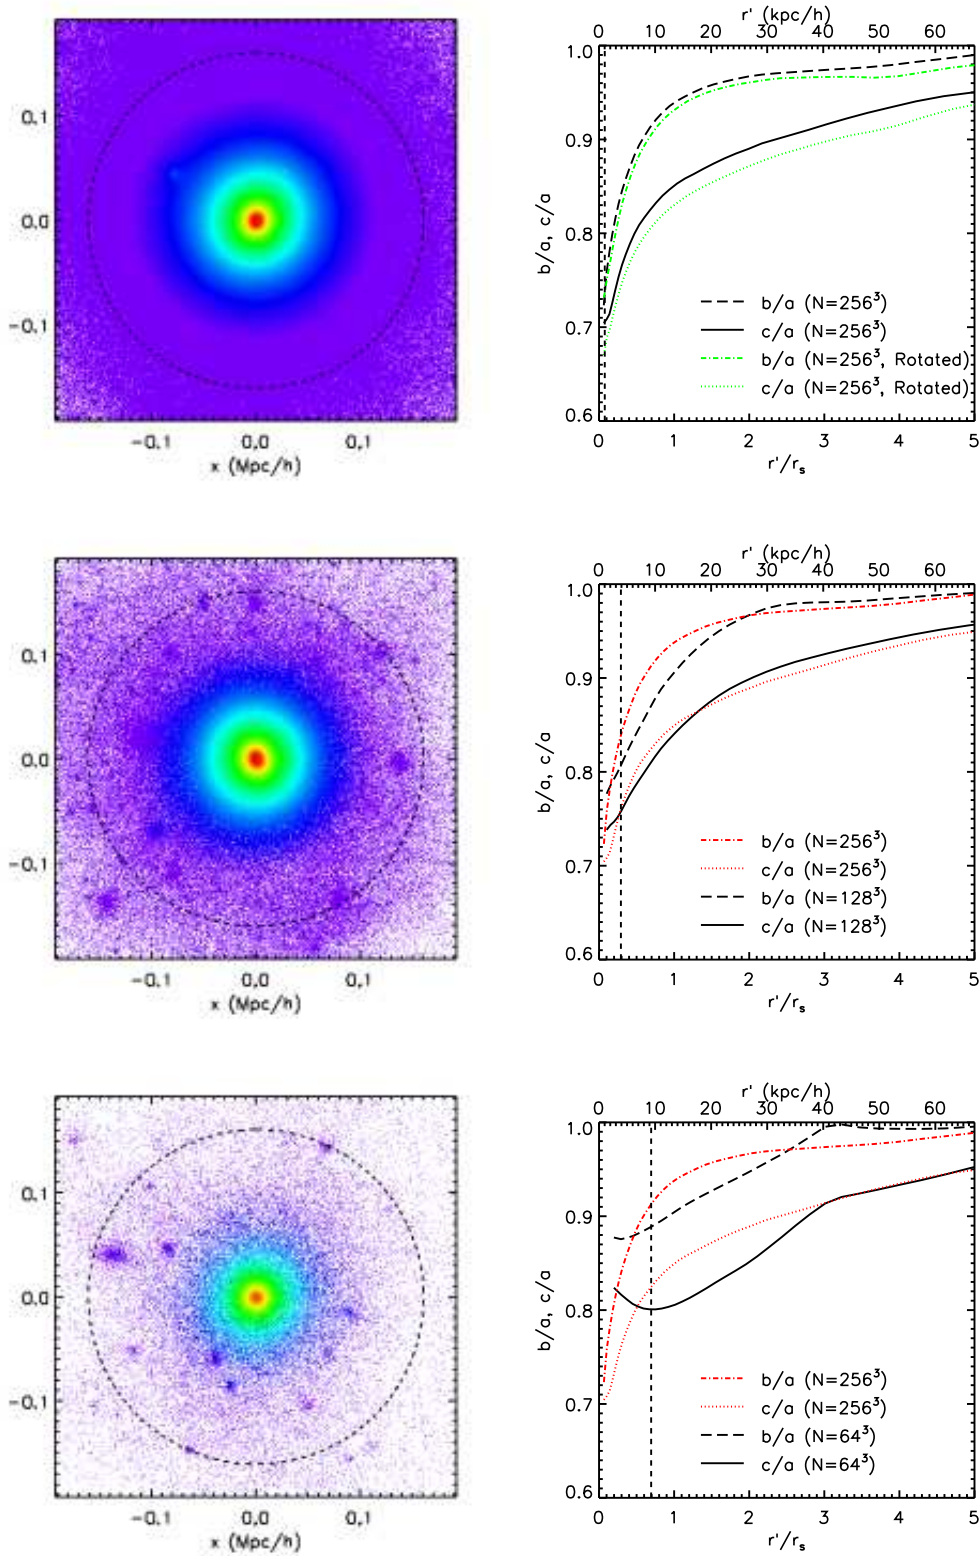 r' (kpc/h)
0 10 20 30 40 50 60
1.0
0.9
0.8
0.7
0.6
b/a, c/a
b/a (N=256³)
c/a (N=256³)
b/a (N=256³, Rotated)
c/a (N=256³, Rotated)
0 1 2 3 4 5
r'/rₛ
0.1
0.0
−0.1
−0.1 0.0 0.1
x (Mpc/h)
r' (kpc/h)
0 10 20 30 40 50 60
1.0
0.9
0.8
0.7
0.6
b/a, c/a
b/a (N=256³)
c/a (N=256³)
b/a (N=128³)
c/a (N=128³)
0 1 2 3 4 5
r'/rₛ
0.1
0.0
−0.1
−0.1 0.0 0.1
x (Mpc/h)
r' (kpc/h)
0 10 20 30 40 50 60
1.0
0.9
0.8
0.7
0.6
b/a, c/a
b/a (N=256³)
c/a (N=256³)
b/a (N=64³)
c/a (N=64³)
0 1 2 3 4 5
r'/rₛ
0.1
0.0
−0.1
−0.1 0.0 0.1
x (Mpc/h)